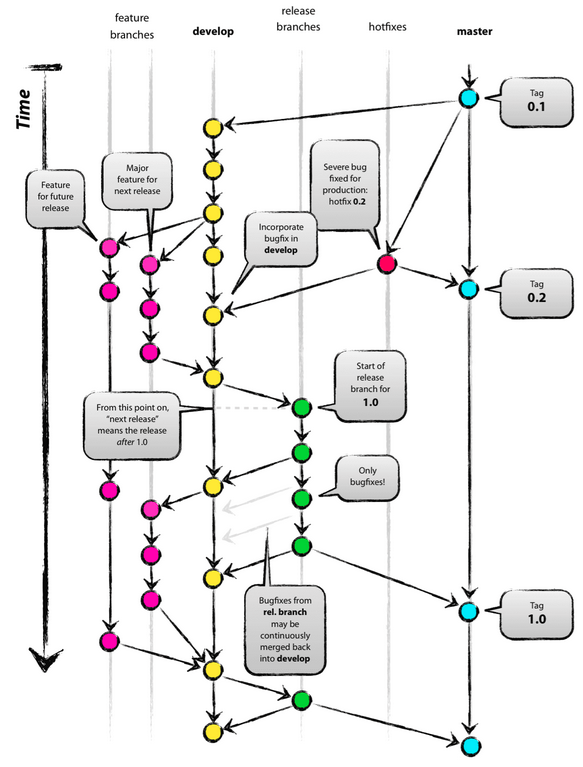 feature
branches
develop
release
branches
hotfixes
master
Time
Tag
0.1
Feature
for future
release
Major
feature for
next release
Severe bug
fixed for
production:
hotfix 0.2
Incorporate
bugfix in
develop
Tag
0.2
Start of
release
branch for
1.0
From this point on,
“next release”
means the release
after 1.0
Only
bugfixes!
Bugfixes from
rel. branch
may be
continuously
merged back
into develop
Tag
1.0